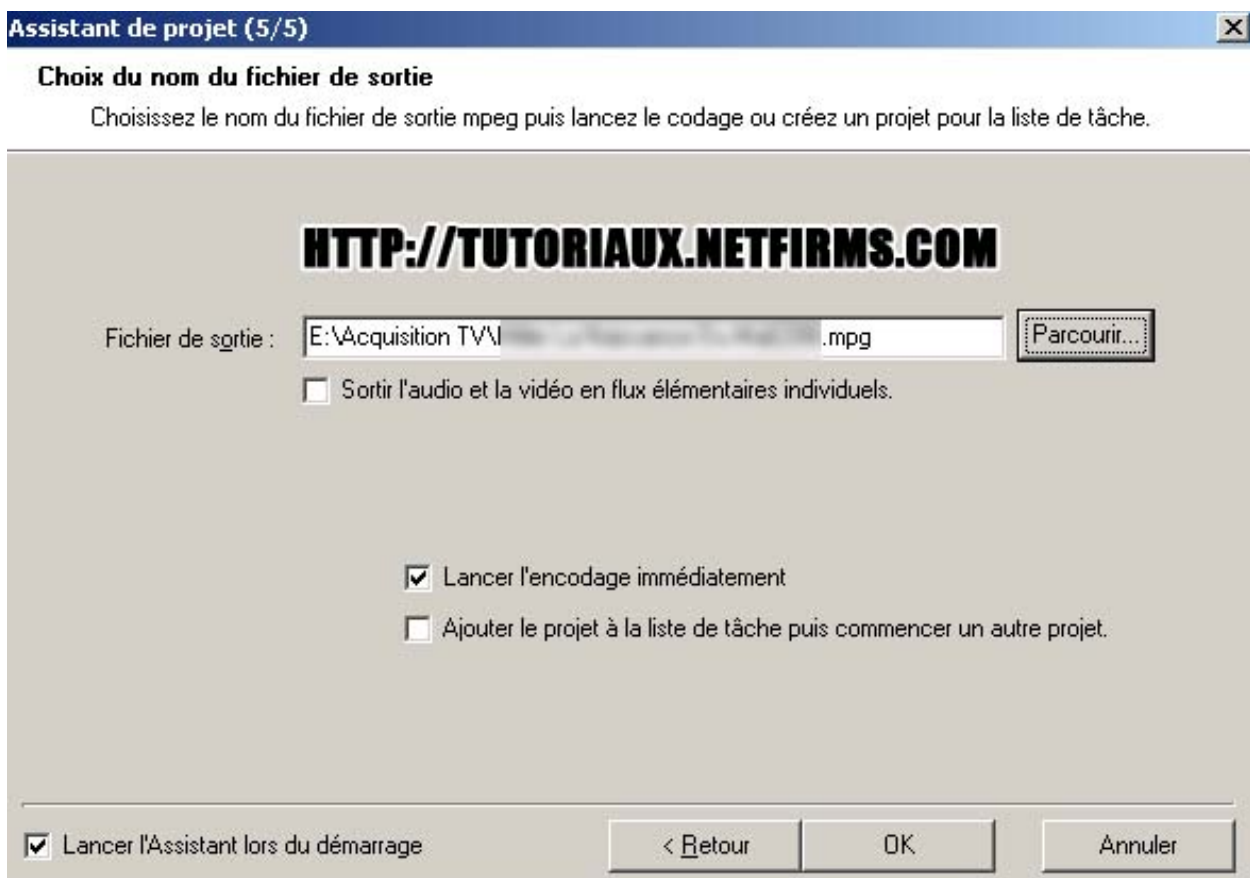 Assistant de projet (5/5)
Choix du nom du fichier de sortie
Choisissez le nom du fichier de sortie mpeg puis lancez le codage ou créez un projet pour la liste de tâche.
HTTP://TUTORIAUX.NETFIRMS.COM
Fichier de sortie : E:\Acquisition TV\ .mpg Parcourir...
Sortir l'audio et la vidéo en flux élémentaires individuels.
Lancer l'encodage immédiatement
Ajouter le projet à la liste de tâche puis commencer un autre projet.
Lancer l'Assistant lors du démarrage < Retour OK Annuler